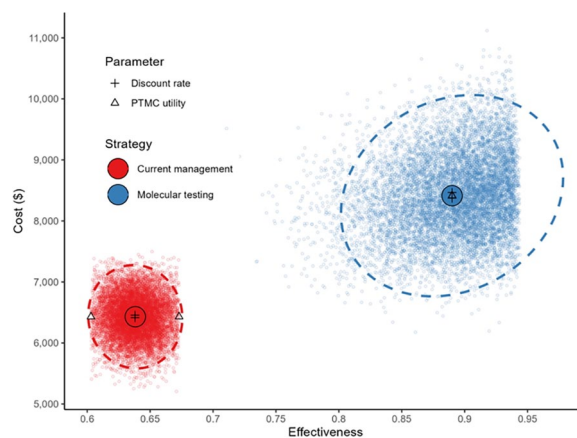 11,000
10,000
9,000
8,000
7,000
6,000
5,000
Cost ($)
Parameter
Discount rate
PTMC utility
Strategy
Current management
Molecular testing
0.6
0.65
0.7
0.8
0.85
0.9
0.95
Effectiveness